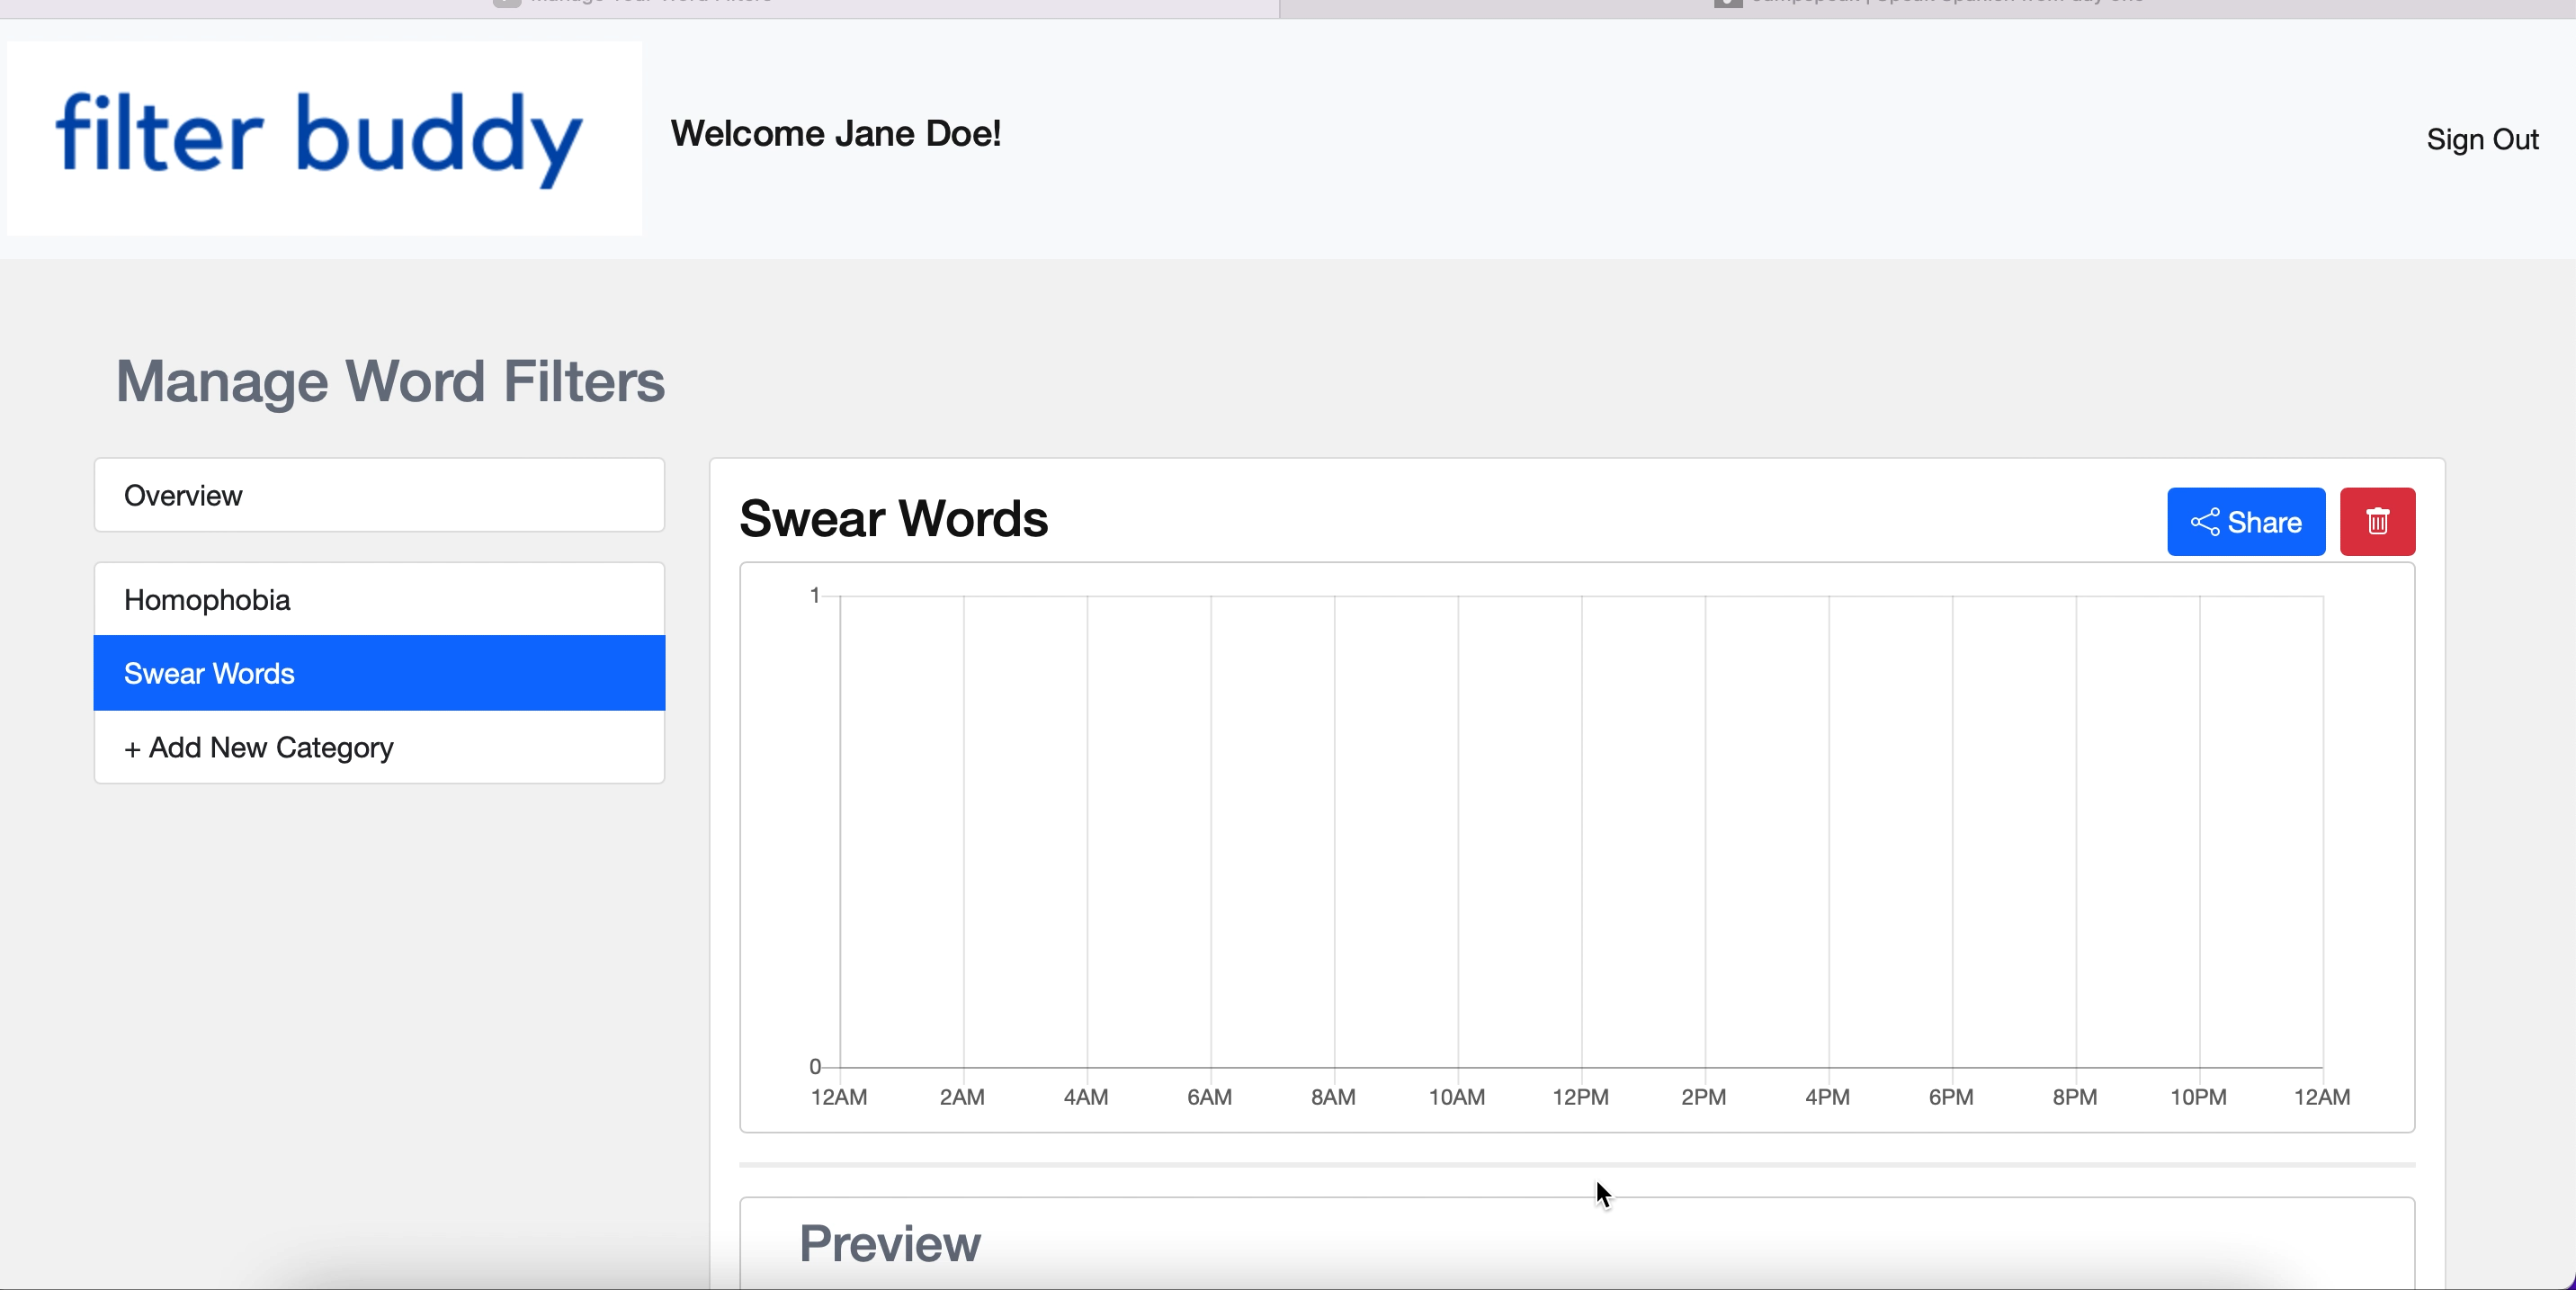 filter buddy
Welcome Jane Doe!
Sign Out
Manage Word Filters
Overview
Homophobia
Swear Words
+ Add New Category
Swear Words
Share
1
0
12AM 2AM 4AM 6AM 8AM 10AM 12PM 2PM 4PM 6PM 8PM 10PM 12AM
Preview